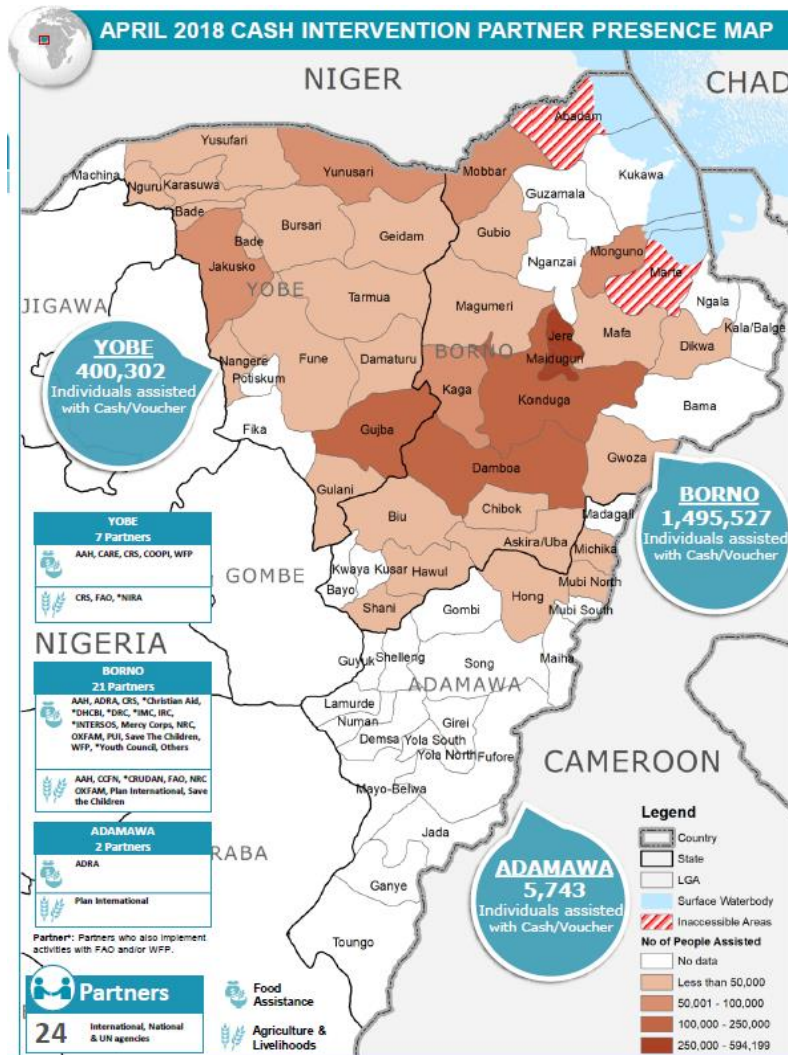 APRIL 2018 CASH INTERVENTION PARTNER PRESENCE MAP
NIGER
CHAD
Abadam
Yusufari
Machina
Yunusari
Mobbar
Kukawa
Nguru
Karasuwa
Guzamala
Bade
Bursari
Geidam
Gubio
Bade
Monguno
Jakusko
Nganzai
Marte
YOBE
JIGAWA
Tarmua
Magumeri
Ngala
Jere
Mafa
Kala/Balge
YOBE
400,302
Individuals assisted
with Cash/Voucher
Nangere
Fune
Damaturu
BORNO
Maiduguri
Dikwa
Potiskum
Kaga
Konduga
Bama
Fika
Gujba
Damboa
Gwoza
BORNO
1,495,527
Individuals assisted
with Cash/Voucher
Gulani
Biu
Chibok
Madagali
Askira/Uba
Michika
Kwaya Kusar
Hawul
Bayo
Mubi North
Shani
Hong
Mubi South
GOMBE
Gombi
YOBE
7 Partners
AAH, CARE, CRS, COOPI, WFP
CRS, FAO, *NIRA
NIGERIA
Guyuk
Shelleng
Song
Maiha
ADAMAWA
BORNO
21 Partners
AAH, ADRA, CRS, *Christian Aid,
*DHCBI, *DRC, *IMC, IRC,
*INTERSOS, Mercy Corps, NRC,
OXFAM, PUI, Save The Children,
WFP, *Youth Council, Others
AAH, CCFN, *CRUDAN, FAO, NRC
OXFAM, Plan International, Save
the Children
Lamurde
Numan
Girei
Demsa
Yola South
Yola North
Fufore
CAMEROON
Mayo-Belwa
Jada
ADAMAWA
2 Partners
ADRA
Plan International
RABA
Ganye
Toungo
ADAMAWA
5,743
Individuals assisted
with Cash/Voucher
Partner*: Partners who also implement
activities with FAO and/or WFP.
Partners
24
International, National
& UN agencies
Food
Assistance
Agriculture &
Livelihoods
Legend
Country
State
LGA
Surface Waterbody
Inaccessible Areas
No of People Assisted
No data
Less than 50,000
50,001 - 100,000
100,000 - 250,000
250,000 - 594,199